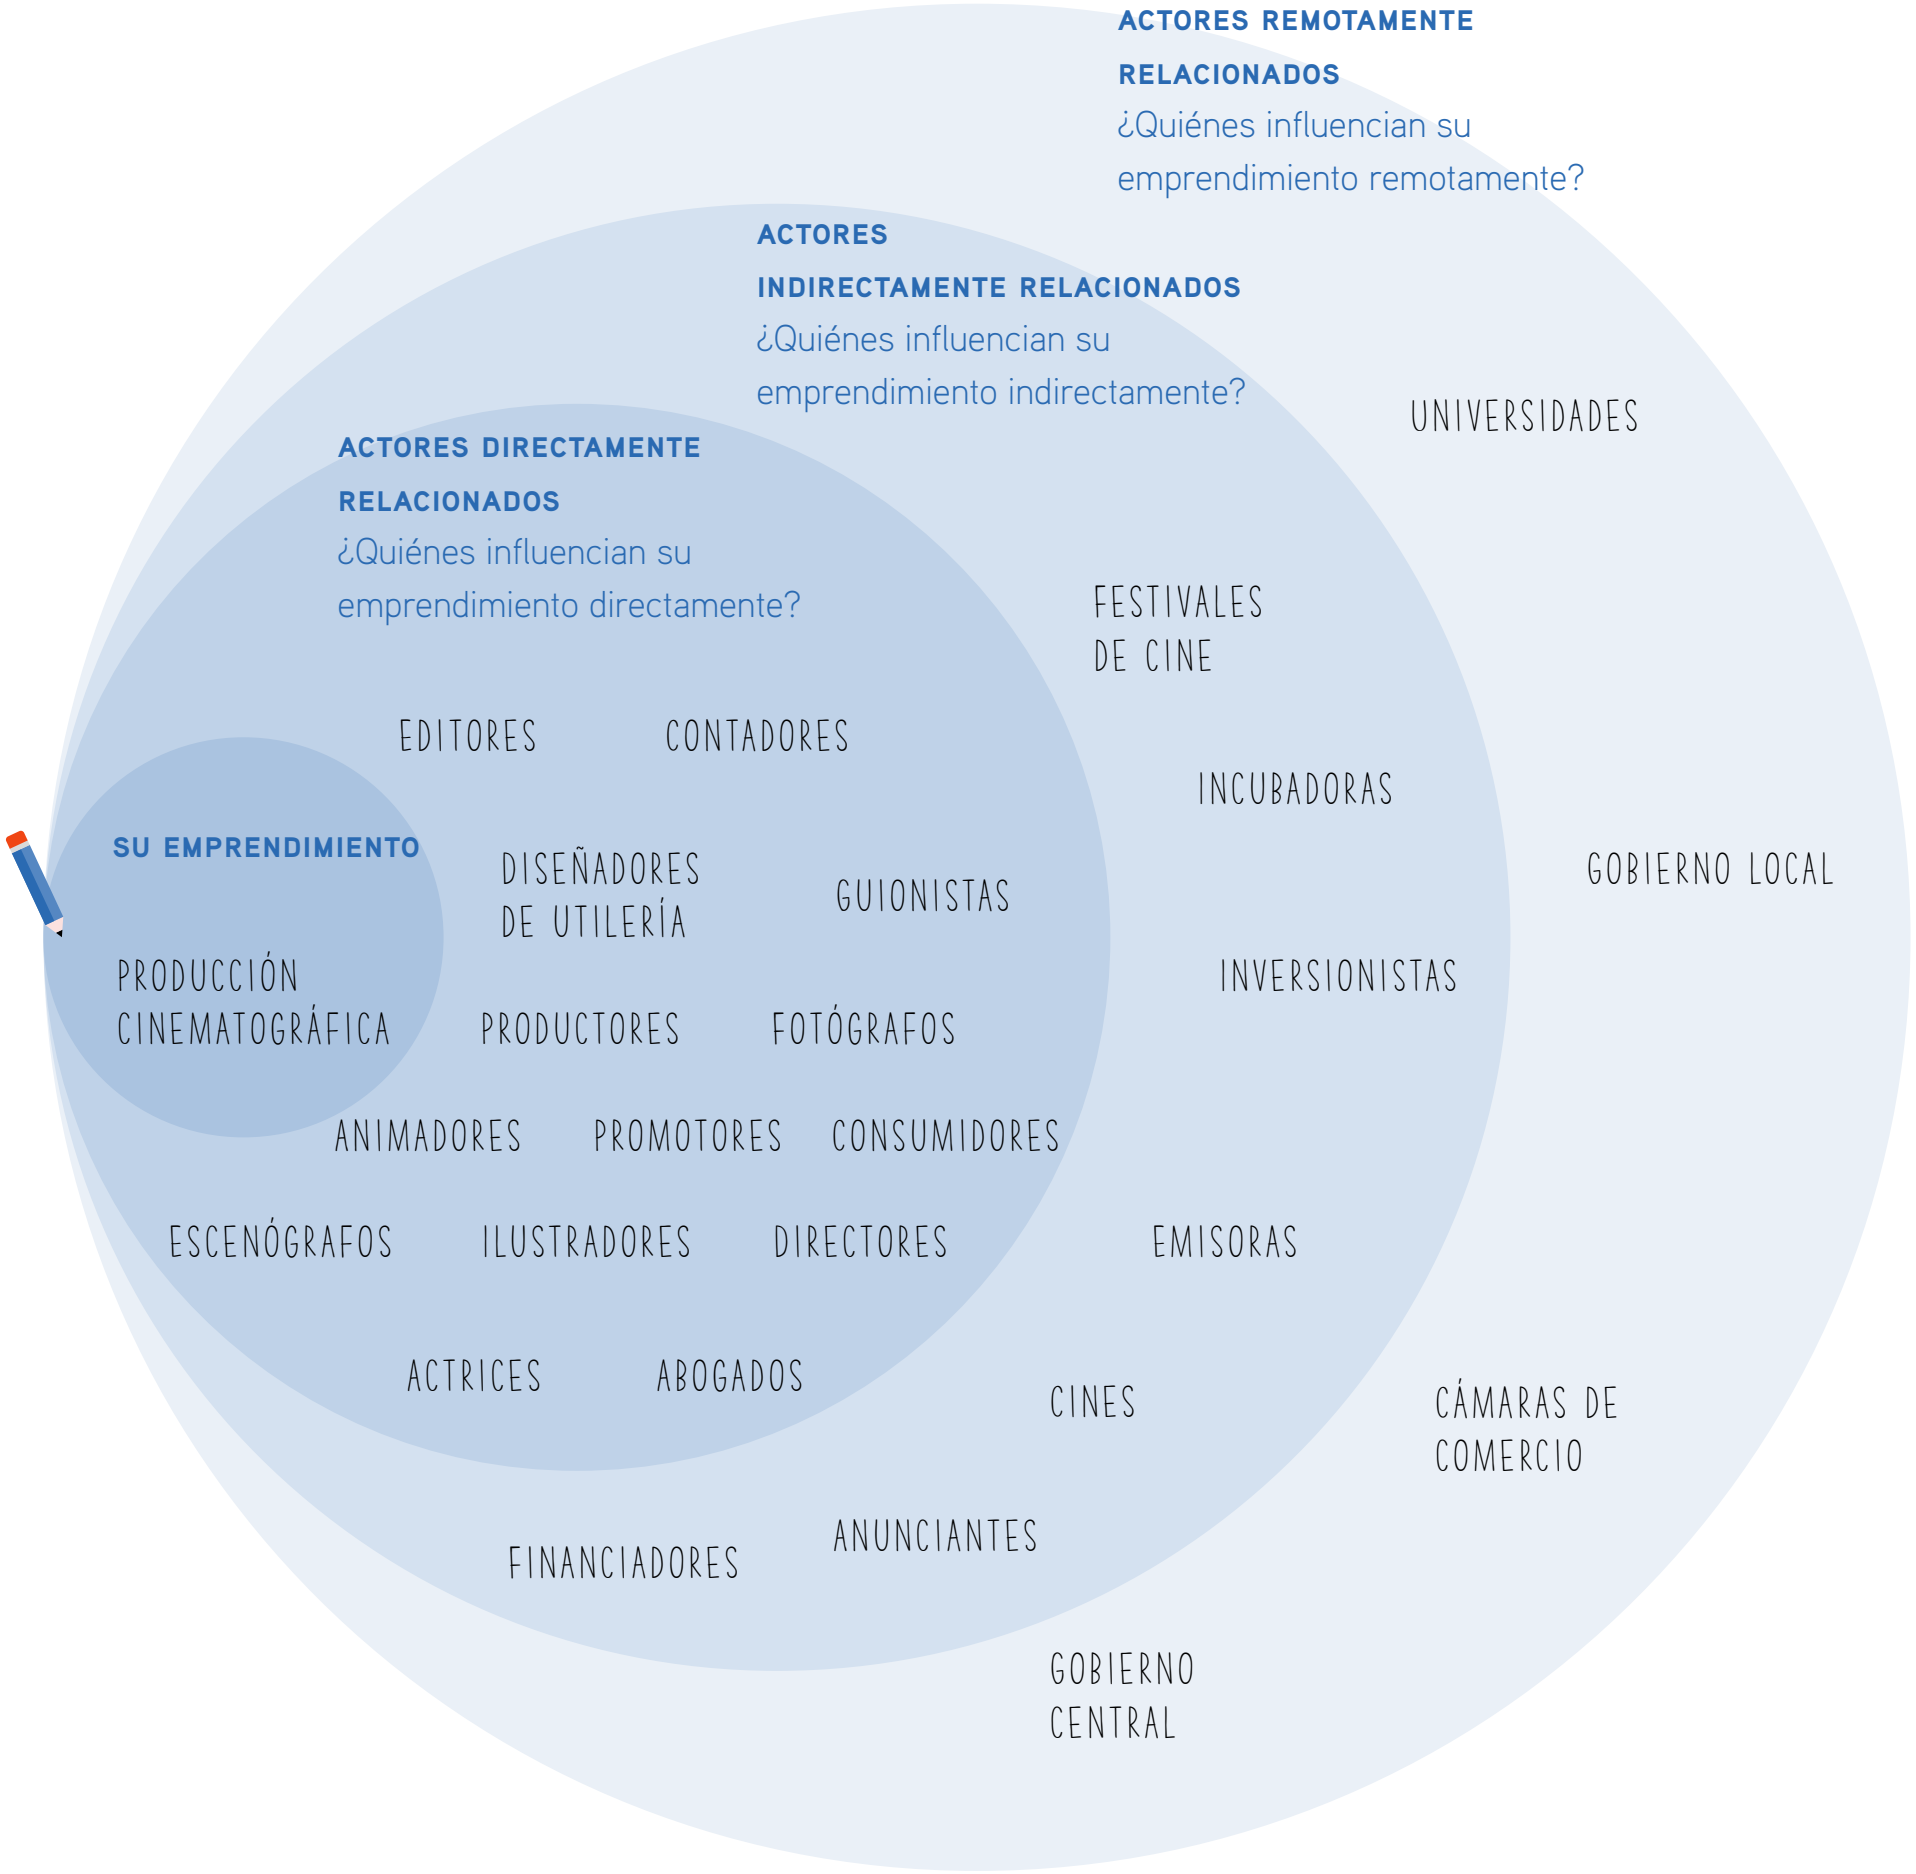 ACTORES REMOTAMENTE
RELACIONADOS
¿Quiénes influencian su
emprendimiento remotamente?
ACTORES
INDIRECTAMENTE RELACIONADOS
¿Quiénes influencian su
emprendimiento indirectamente?
UNIVERSIDADES
ACTORES DIRECTAMENTE
RELACIONADOS
¿Quiénes influencian su
emprendimiento directamente?
FESTIVALES
DE CINE
EDITORES
CONTADORES
INCUBADORAS
SU EMPRENDIMIENTO
DISEÑADORES
DE UTILERÍA
GUIONISTAS
GOBIERNO LOCAL
PRODUCCIÓN
CINEMATOGRÁFICA
INVERSIONISTAS
PRODUCTORES
FOTÓGRAFOS
ANIMADORES
PROMOTORES
CONSUMIDORES
ESCENÓGRAFOS
ILUSTRADORES
DIRECTORES
EMISORAS
ACTRICES
ABOGADOS
CINES
CÁMARAS DE
COMERCIO
FINANCIADORES
ANUNCIANTES
GOBIERNO
CENTRAL